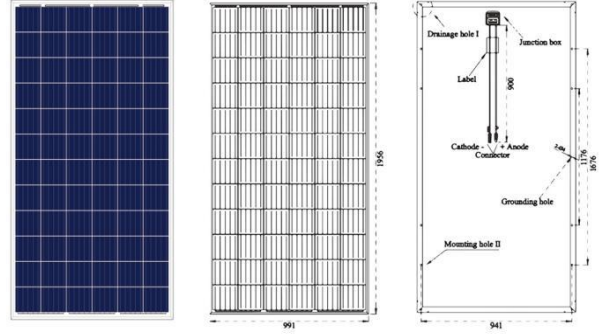 Drainage hole I
Junction box
Label
900
Cathode - + Anode
Connector
1956
1176
1676
Grounding hole
Mounting hole II
991
941